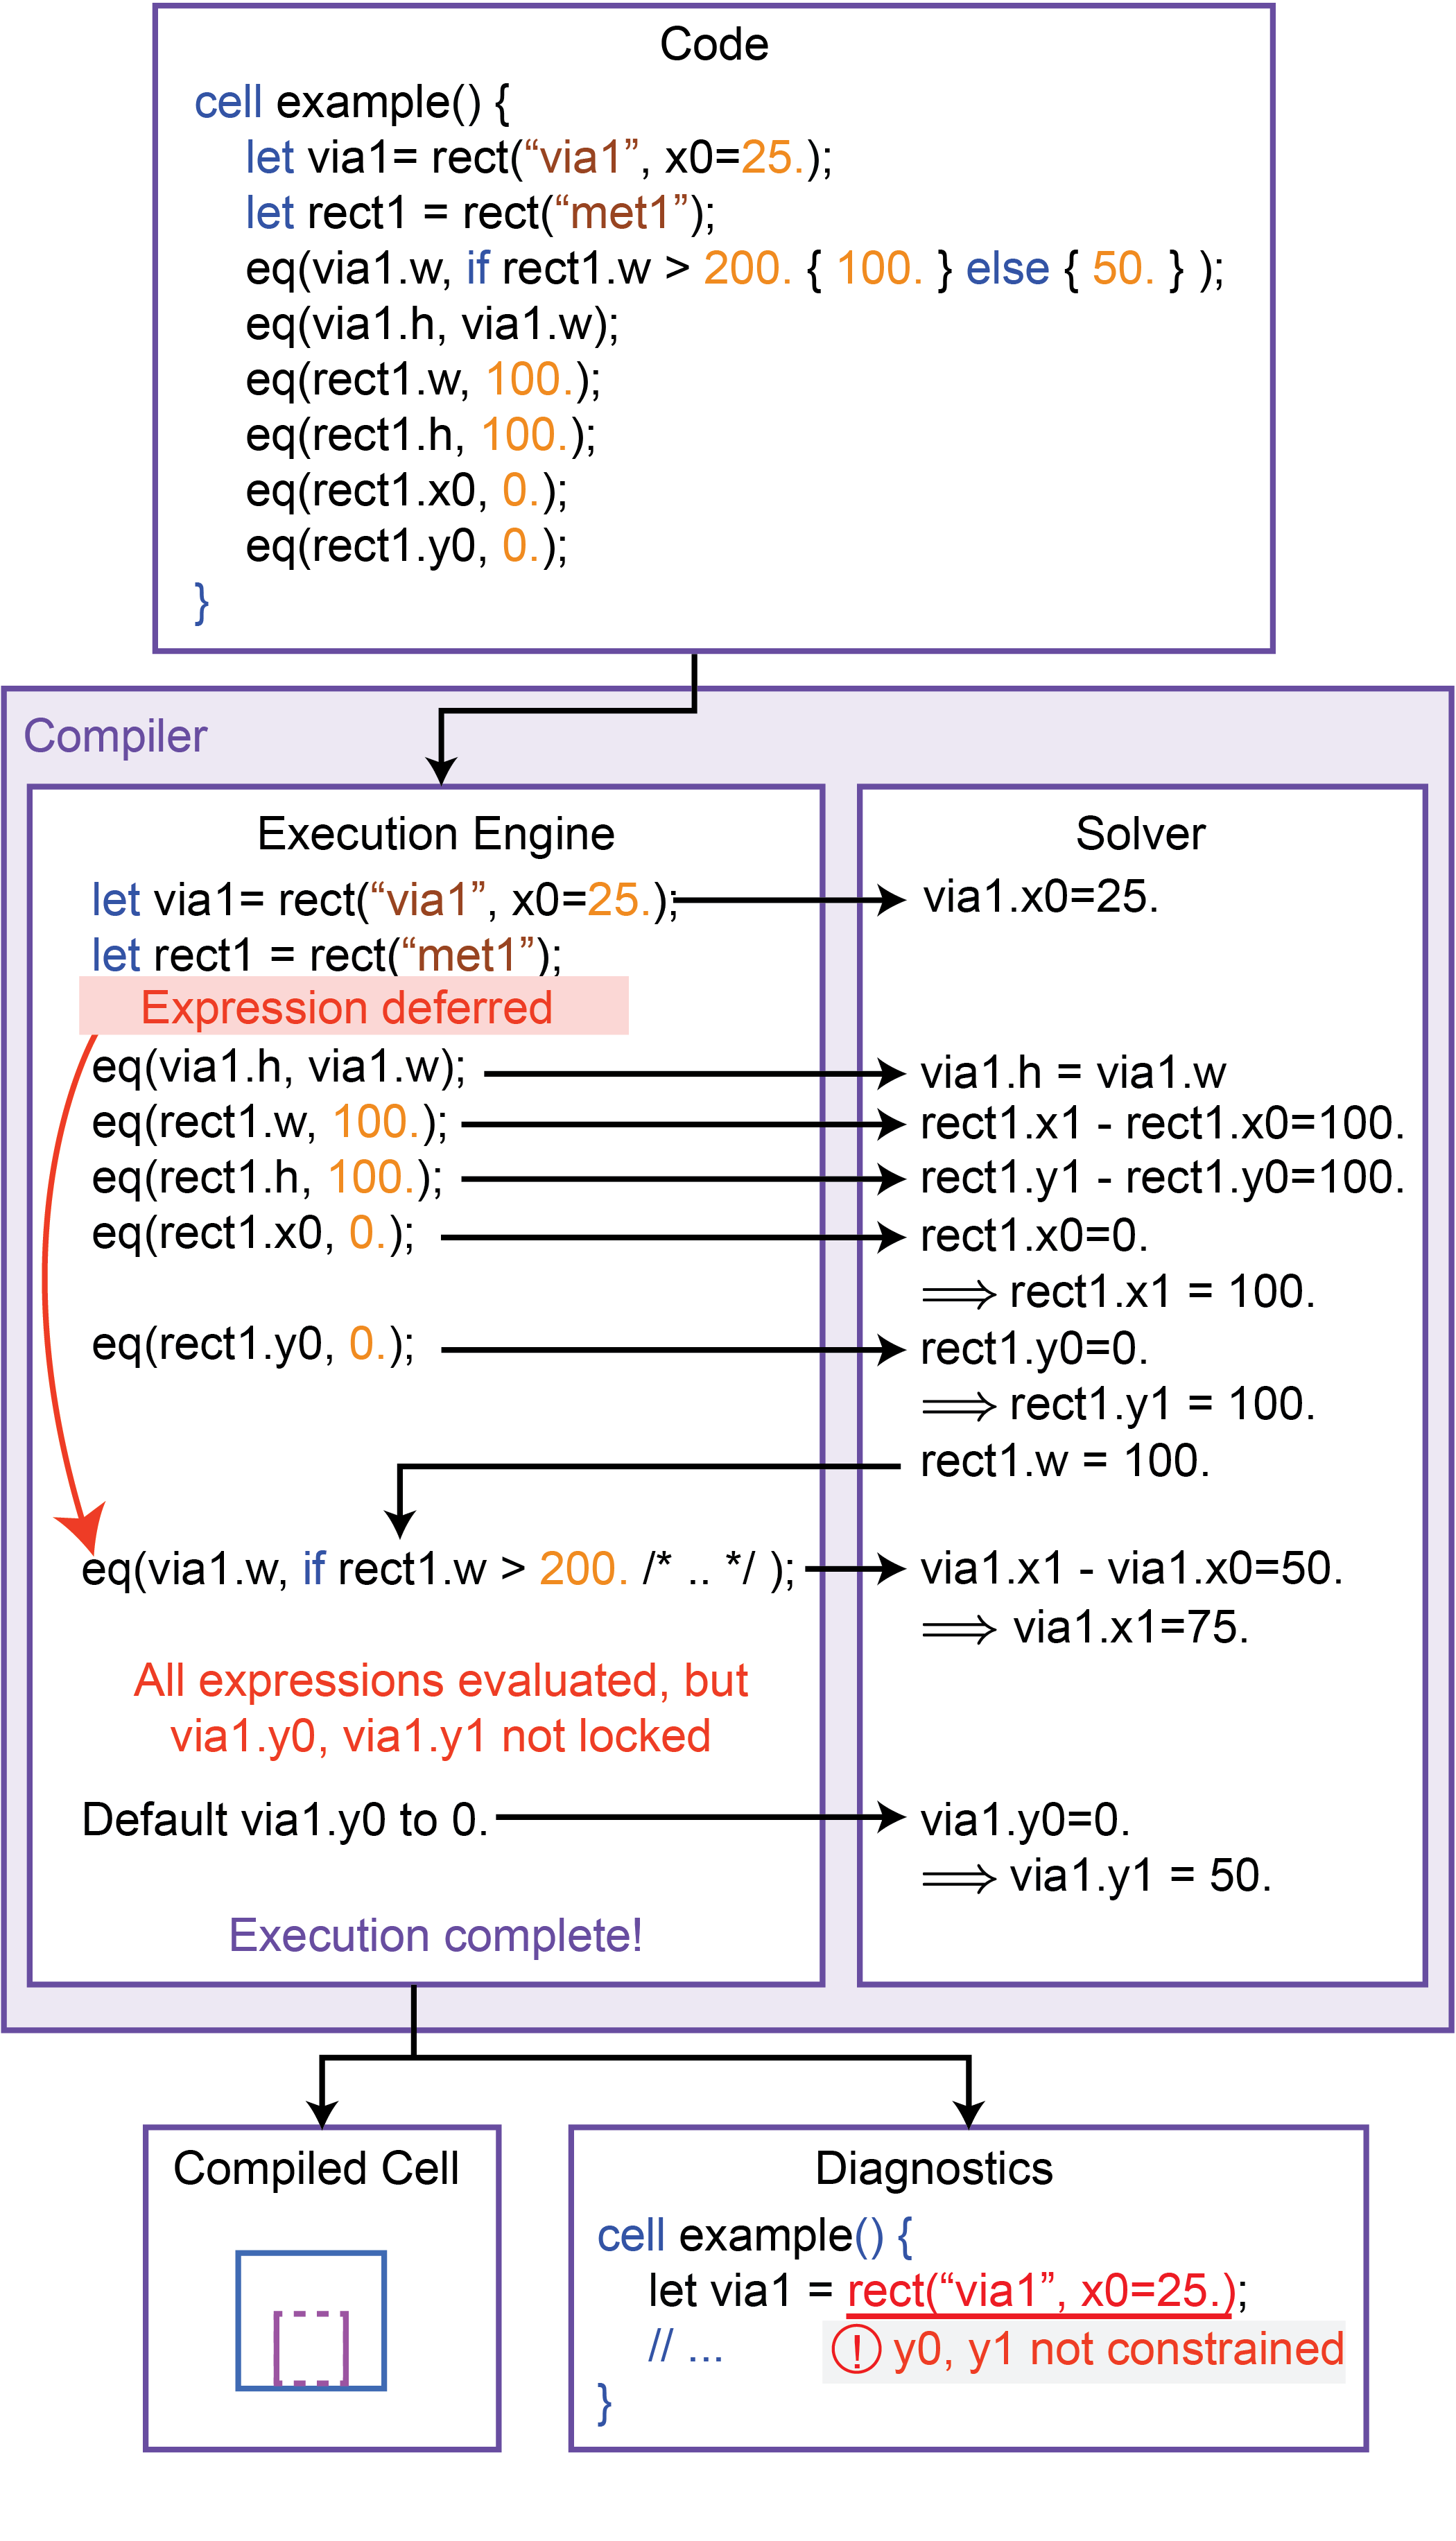 Code
cell example() {
let via1= rect(“via1”, x0=25.);
let rect1 = rect(“met1”);
eq(via1.w, if rect1.w > 200. { 100. } else { 50. } );
eq(via1.h, via1.w);
eq(rect1.w, 100.);
eq(rect1.h, 100.);
eq(rect1.x0, 0.);
eq(rect1.y0, 0.);
}
Compiler
Execution Engine
let via1= rect(“via1”, x0=25.);
let rect1 = rect(“met1”);
Expression deferred
eq(via1.h, via1.w);
eq(rect1.w, 100.);
eq(rect1.h, 100.);
eq(rect1.x0, 0.);
eq(rect1.y0, 0.);
eq(via1.w, if rect1.w > 200. /* .. */ );
All expressions evaluated, but
via1.y0, via1.y1 not locked
Default via1.y0 to 0.
Execution complete!
Solver
via1.x0=25.
via1.h = via1.w
rect1.x1 - rect1.x0=100.
rect1.y1 - rect1.y0=100.
rect1.x0=0.
⟹ rect1.x1 = 100.
rect1.y0=0.
⟹ rect1.y1 = 100.
rect1.w = 100.
via1.x1 - via1.x0=50.
⟹ via1.x1=75.
via1.y0=0.
⟹ via1.y1 = 50.
Compiled Cell
Diagnostics
cell example() {
let via1 = rect(“via1”, x0=25.);
// ...
! y0, y1 not constrained
}